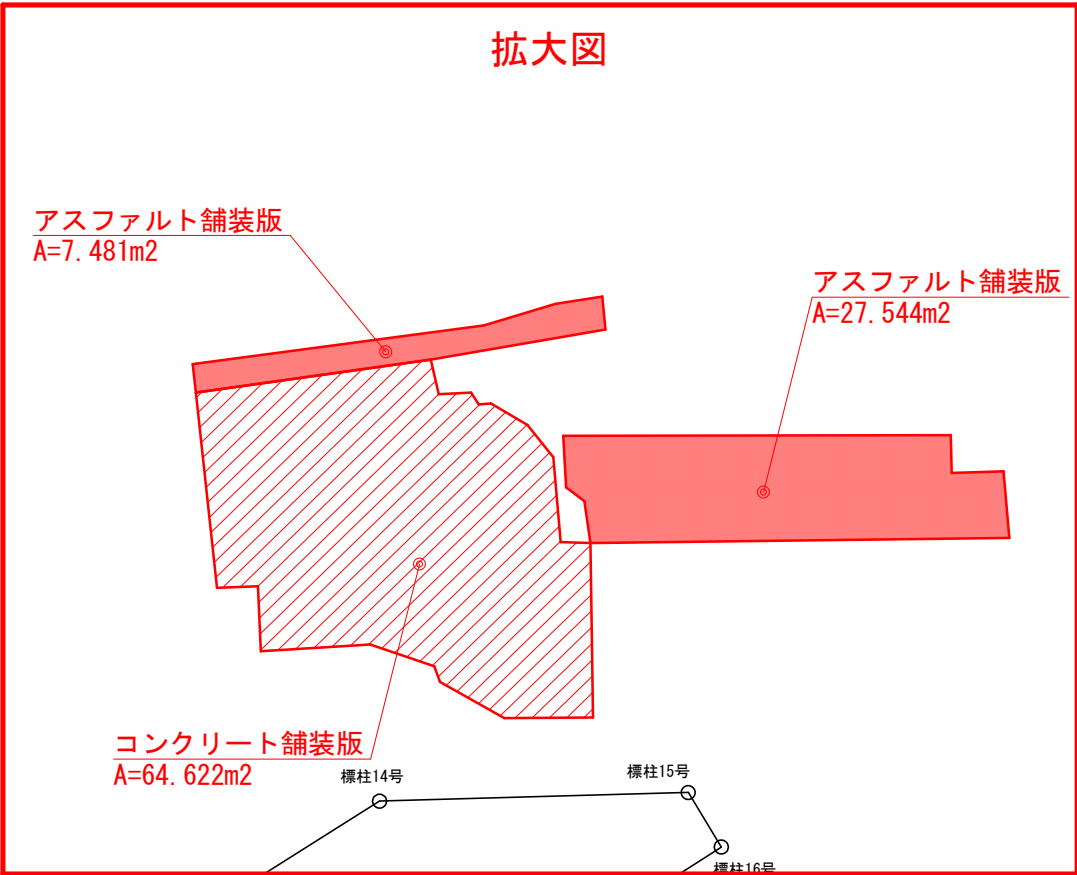 拡大図
アスファルト舗装版
A=7.481m2
アスファルト舗装版
A=27.544m2
コンクリート舗装版
A=64.622m2
標柱14号
標柱15号
標柱16号